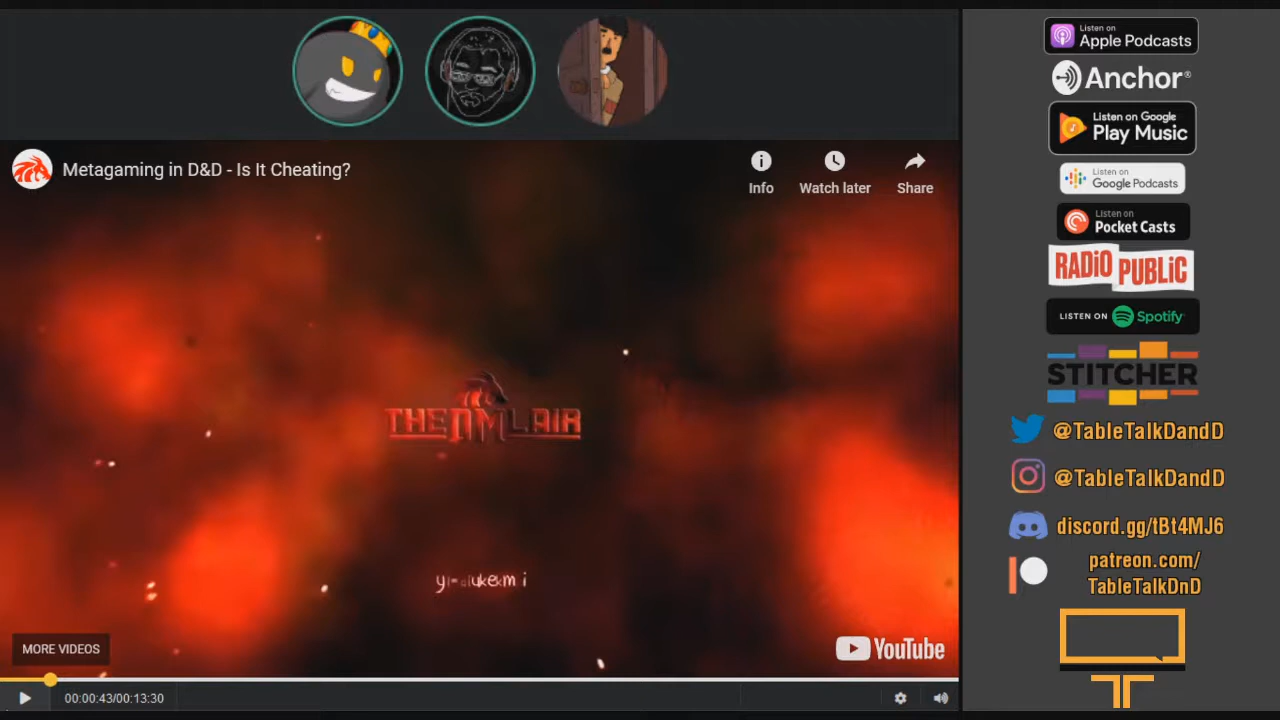 Metagaming in D&D - Is It Cheating?
Info
Watch later
Share
THE DM LAIR
MORE VIDEOS
YouTube
00:00:43/00:13:30
Listen on
Apple Podcasts
Anchor®
Listen on Google
Play Music
Listen on
Google Podcasts
Listen on
Pocket Casts
RADiO PUBLiC
LISTEN ON Spotify
STITCHER
@TableTalkDandD
@TableTalkDandD
discord.gg/tBt4MJ6
patreon.com/
TableTalkDnD